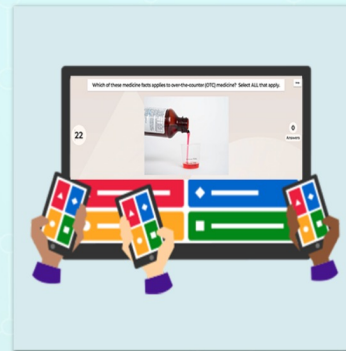 Which of these medicine facts applies to over-the-counter (OTC) medicine? Select ALL that apply.
22
0
Answers